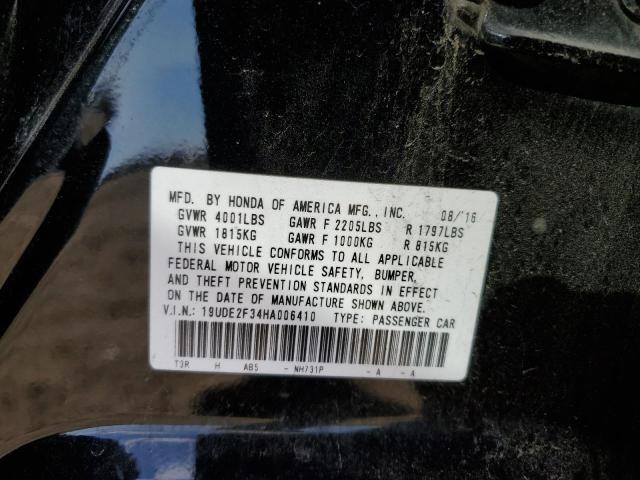 MFD. BY HONDA OF AMERICA MFG., INC. 08/16
GVWR 4001LBS GAWR F 2205LBS R 1797LBS
GVWR 1815KG GAWR F 1000KG R 815KG
THIS VEHICLE CONFORMS TO ALL APPLICABLE
FEDERAL MOTOR VEHICLE SAFETY, BUMPER,
AND THEFT PREVENTION STANDARDS IN EFFECT
ON THE DATE OF MANUFACTURE SHOWN ABOVE.
V.I.N.: 19UDE2F34HA006410 TYPE: PASSENGER CAR
T3R H AB5 - NH731P -A -A